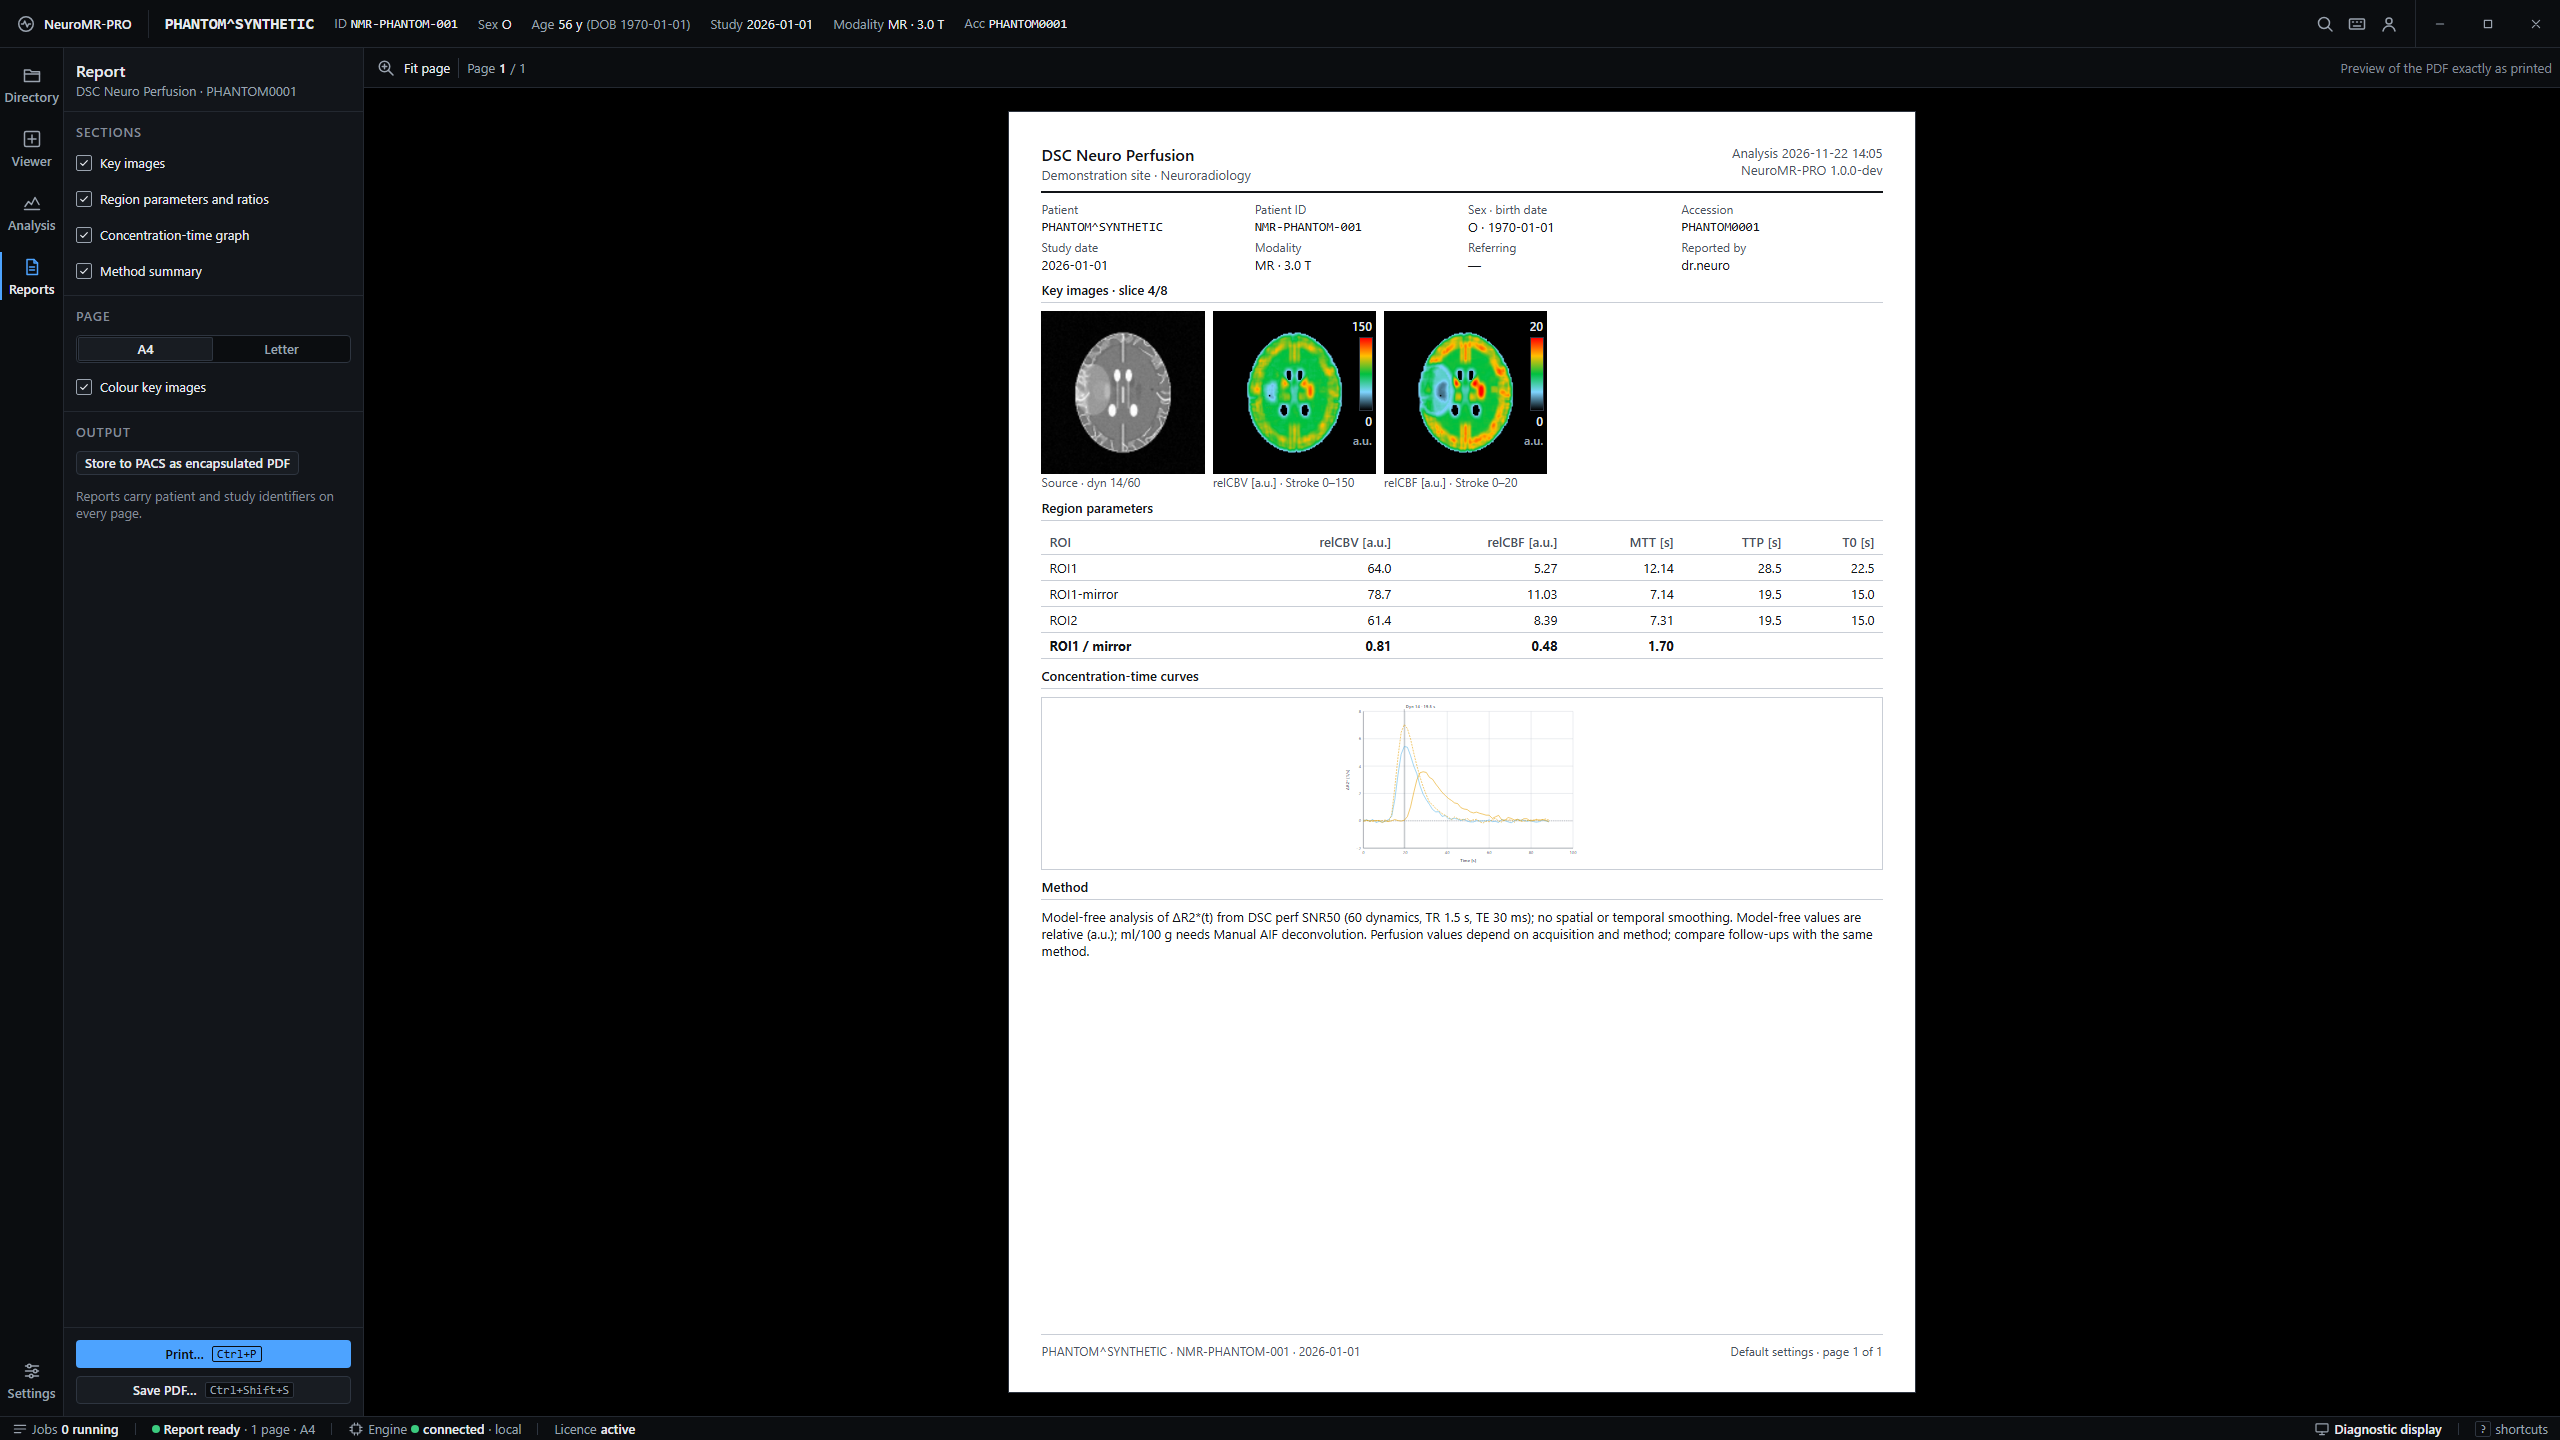 NeuroMR-PRO PHANTOM^SYNTHETIC ID NMR-PHANTOM-001 Sex O Age 56 y (DOB 1970-01-01) Study 2026-01-01 Modality MR · 3.0 T Acc PHANTOM0001
Directory
Viewer
Analysis
Reports
Settings
Report
DSC Neuro Perfusion · PHANTOM0001
SECTIONS
Key images
Region parameters and ratios
Concentration-time graph
Method summary
PAGE
A4 Letter
Colour key images
OUTPUT
Store to PACS as encapsulated PDF
Reports carry patient and study identifiers on
every page.
Print... Ctrl+P
Save PDF... Ctrl+Shift+S
Fit page Page 1 / 1 Preview of the PDF exactly as printed
DSC Neuro Perfusion Analysis 2026-11-22 14:05
Demonstration site · Neuroradiology NeuroMR-PRO 1.0.0-dev
Patient Patient ID Sex · birth date Accession
PHANTOM^SYNTHETIC NMR-PHANTOM-001 O · 1970-01-01 PHANTOM0001
Study date Modality Referring Reported by
2026-01-01 MR · 3.0 T — dr.neuro
Key images · slice 4/8
150 20
0 0
a.u. a.u.
Source · dyn 14/60 relCBV [a.u.] · Stroke 0–150 relCBF [a.u.] · Stroke 0–20
Region parameters
ROI relCBV [a.u.] relCBF [a.u.] MTT [s] TTP [s] T0 [s]
ROI1 64.0 5.27 12.14 28.5 22.5
ROI1-mirror 78.7 11.03 7.14 19.5 15.0
ROI2 61.4 8.39 7.31 19.5 15.0
ROI1 / mirror 0.81 0.48 1.70
Concentration-time curves
0 20 40 60 80 100
Time [s]
Method
Model-free analysis of ΔR2*(t) from DSC perf SNR50 (60 dynamics, TR 1.5 s, TE 30 ms); no spatial or temporal smoothing. Model-free values are
relative (a.u.); ml/100 g needs Manual AIF deconvolution. Perfusion values depend on acquisition and method; compare follow-ups with the same
method.
PHANTOM^SYNTHETIC · NMR-PHANTOM-001 · 2026-01-01 Default settings · page 1 of 1
Jobs 0 running Report ready · 1 page · A4 Engine connected · local Licence active Diagnostic display ? shortcuts